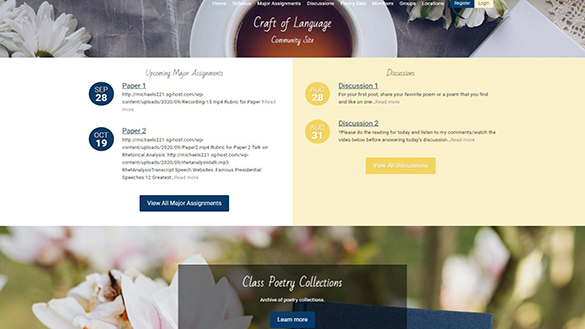 Home Syllabus Major Assignments Discussions Poetry Sets Members Groups Locations Register Login
Craft of Language
Community Site
Upcoming Major Assignments
SEP
28
Paper 1
http://michaels221.sg-host.com/wp-
content/uploads/2020/09/Recording-15.mp4 Rubric for Paper 1Read
more
OCT
19
Paper 2
http://michaels221.sg-host.com/wp-
content/uploads/2020/09/Paper2.mp4 Rubric for Paper 2 Talk on
Rhetorical Analysis: http://michaels221.sg-host.com/wp-
content/uploads/2020/09/rhetanalysistalk.mp3
RhetAnalysisTranscript Speech Websites: Famous Presidential
Speeches 12 Greatest...Read more
View All Major Assignments
Discussions
AUG
28
Discussion 1
For your first post, share your favorite poem or a poem that you find
and like on one...Read more
AUG
31
Discussion 2
*Please do the reading for today and listen to my comments/watch the
video below before answering today's discussion...Read more
View All Discussions
Class Poetry Collections
Archive of poetry collections.
Learn more